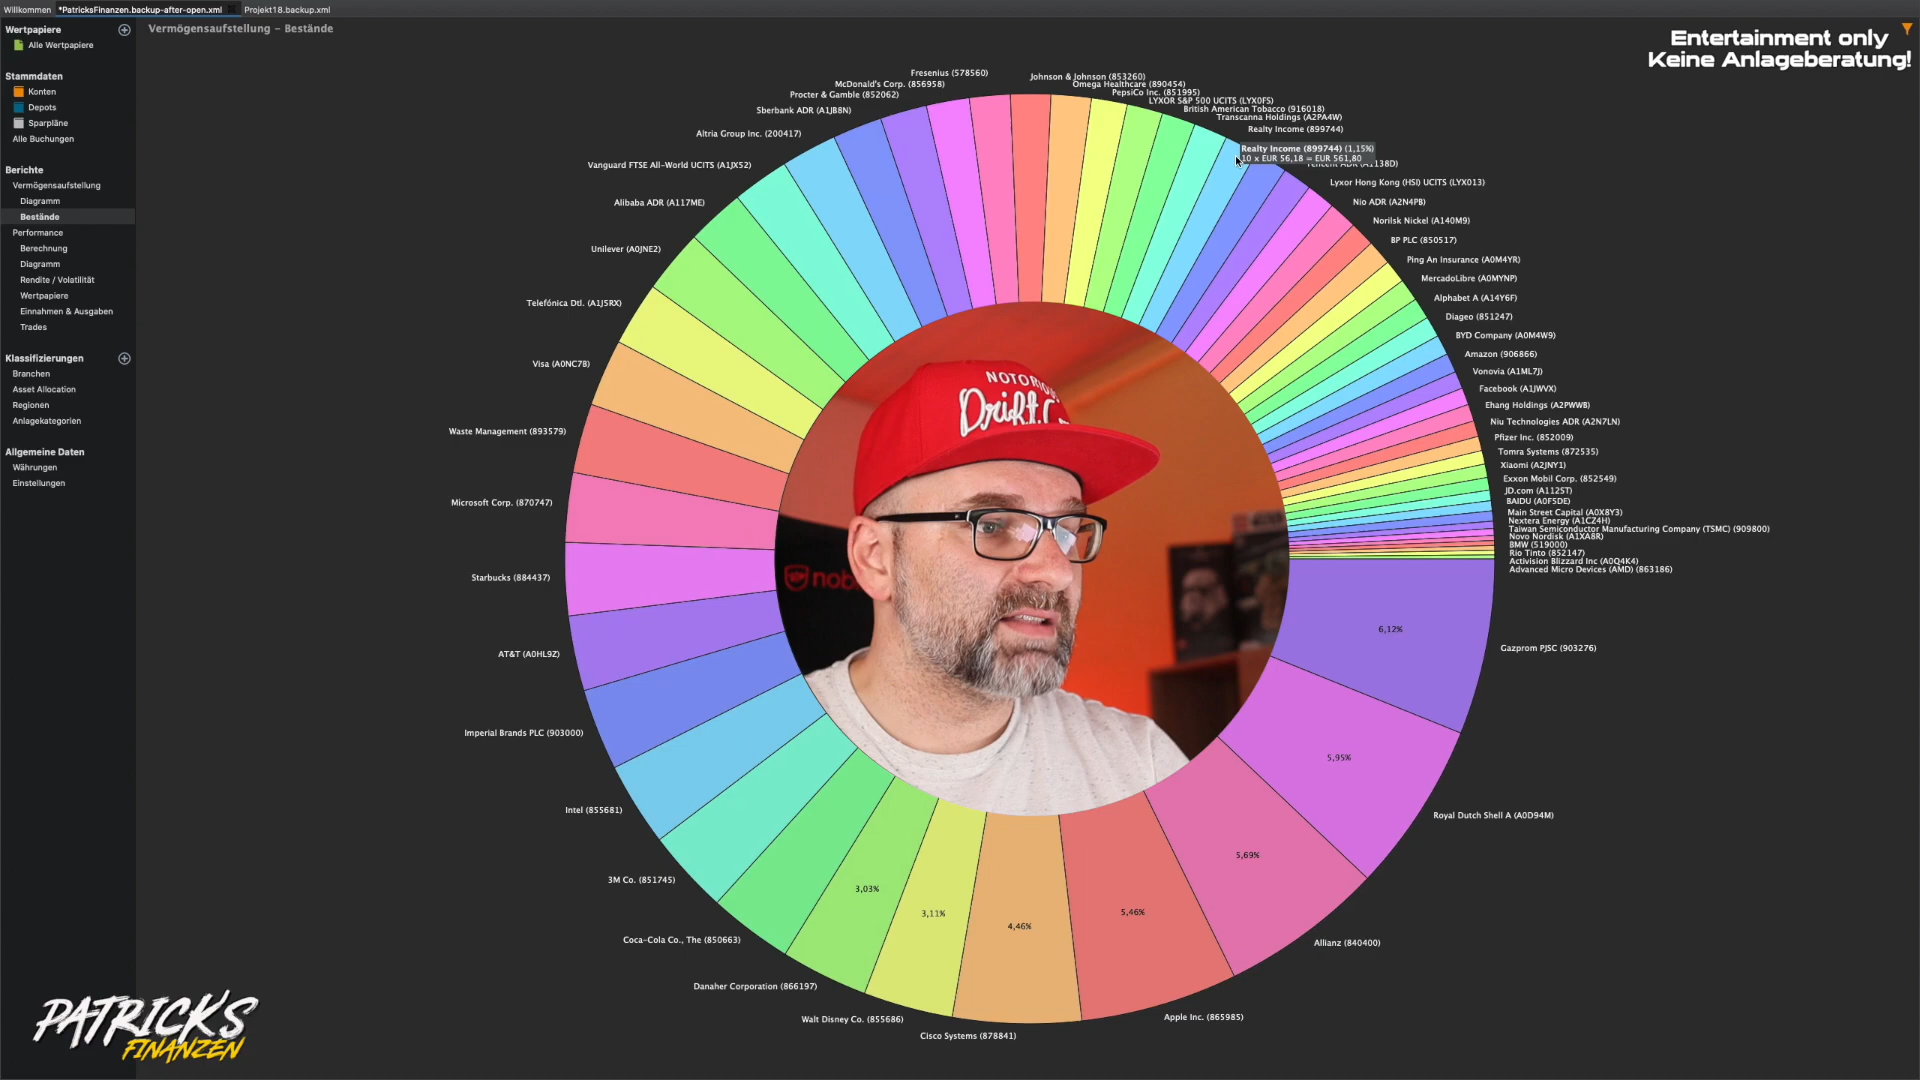 Willkommen
*PatricksFinanzen.backup-after-open.xml
Projekt18.backup.xml
Wertpapiere
Alle Wertpapiere
Stammdaten
Konten
Depots
Sparpläne
Alle Buchungen
Berichte
Vermögensaufstellung
Diagramm
Bestände
Performance
Berechnung
Diagramm
Rendite / Volatilität
Wertpapiere
Einnahmen & Ausgaben
Trades
Klassifizierungen
Branchen
Asset Allocation
Regionen
Anlagekategorien
Allgemeine Daten
Währungen
Einstellungen
Vermögensaufstellung – Bestände
Entertainment only
Keine Anlageberatung!
Fresenius (578560)
McDonald's Corp. (856958)
Procter & Gamble (852062)
Sberbank ADR (A1JB8N)
Altria Group Inc. (200417)
Vanguard FTSE All-World UCITS (A1JX52)
Alibaba ADR (A117ME)
Unilever (A0JNE2)
Telefónica Dtl. (A1J5RX)
Visa (A0NC7B)
Waste Management (893579)
Microsoft Corp. (870747)
Starbucks (884437)
AT&T (A0HL9Z)
Imperial Brands PLC (903000)
Intel (855681)
3M Co. (851745)
Coca-Cola Co., The (850663)
Danaher Corporation (866197)
Walt Disney Co. (855686)
Cisco Systems (878841)
Apple Inc. (865985)
Allianz (840400)
Royal Dutch Shell A (A0D94M)
Gazprom PJSC (903276)
Johnson & Johnson (853260)
Omega Healthcare (890454)
PepsiCo Inc. (851995)
LYXOR S&P 500 UCITS (LYX0FS)
British American Tobacco (916018)
Transcanna Holdings (A2PA4W)
Realty Income (899744)
Realty Income (899744) (1,15%)
10 x EUR 56,18 = EUR 561,80
Tencent ADR (A1138D)
Lyxor Hong Kong (HSI) UCITS (LYX013)
Nio ADR (A2N4PB)
Norilsk Nickel (A140M9)
BP PLC (850517)
Ping An Insurance (A0M4YR)
MercadoLibre (A0MYNP)
Alphabet A (A14Y6F)
Diageo (851247)
BYD Company (A0M4W9)
Amazon (906866)
Vonovia (A1ML7J)
Facebook (A1JWVX)
Ehang Holdings (A2PWWB)
Niu Technologies ADR (A2N7LN)
Pfizer Inc. (852009)
Tomra Systems (872535)
Xiaomi (A2JNY1)
Exxon Mobil Corp. (852549)
JD.com (A112ST)
BAIDU (A0F5DE)
Main Street Capital (A0X8Y3)
Nextera Energy (A1CZ4H)
Taiwan Semiconductor Manufacturing Company (TSMC) (909800)
Novo Nordisk (A1XA8R)
BMW (519000)
Rio Tinto (852147)
Activision Blizzard Inc (A0Q4K4)
Advanced Micro Devices (AMD) (863186)
6,12%
5,95%
5,69%
5,46%
4,46%
3,11%
3,03%
NOTORIOUS
nob
PATRICKS
FINANZEN